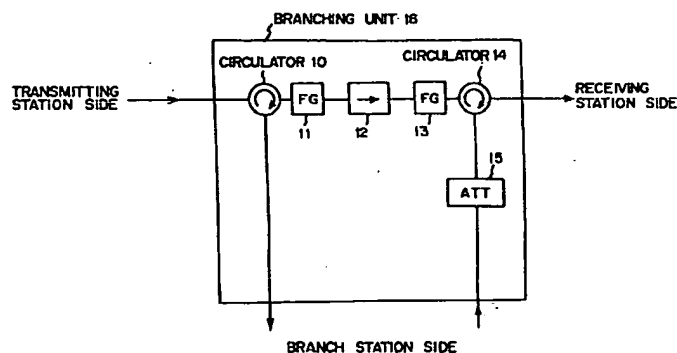 BRANCHING UNIT 16
CIRCULATOR 10
CIRCULATOR 14
TRANSMITTING
STATION SIDE
RECEIVING
STATION SIDE
FG
FG
11
12
13
15
ATT
BRANCH STATION SIDE